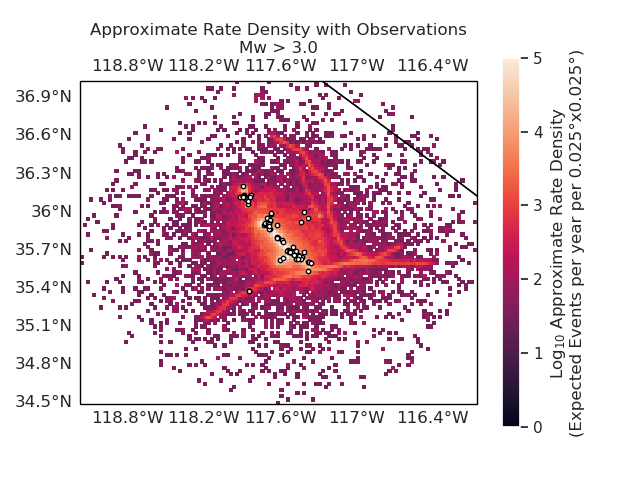 Approximate Rate Density with Observations
Mw > 3.0
118.8°W 118.2°W 117.6°W 117°W 116.4°W
36.9°N
36.6°N
36.3°N
36°N
35.7°N
35.4°N
35.1°N
34.8°N
34.5°N
118.8°W 118.2°W 117.6°W 117°W 116.4°W
5
4
3
2
1
0
Log₁₀ Approximate Rate Density
(Expected Events per year per 0.025°x0.025°)